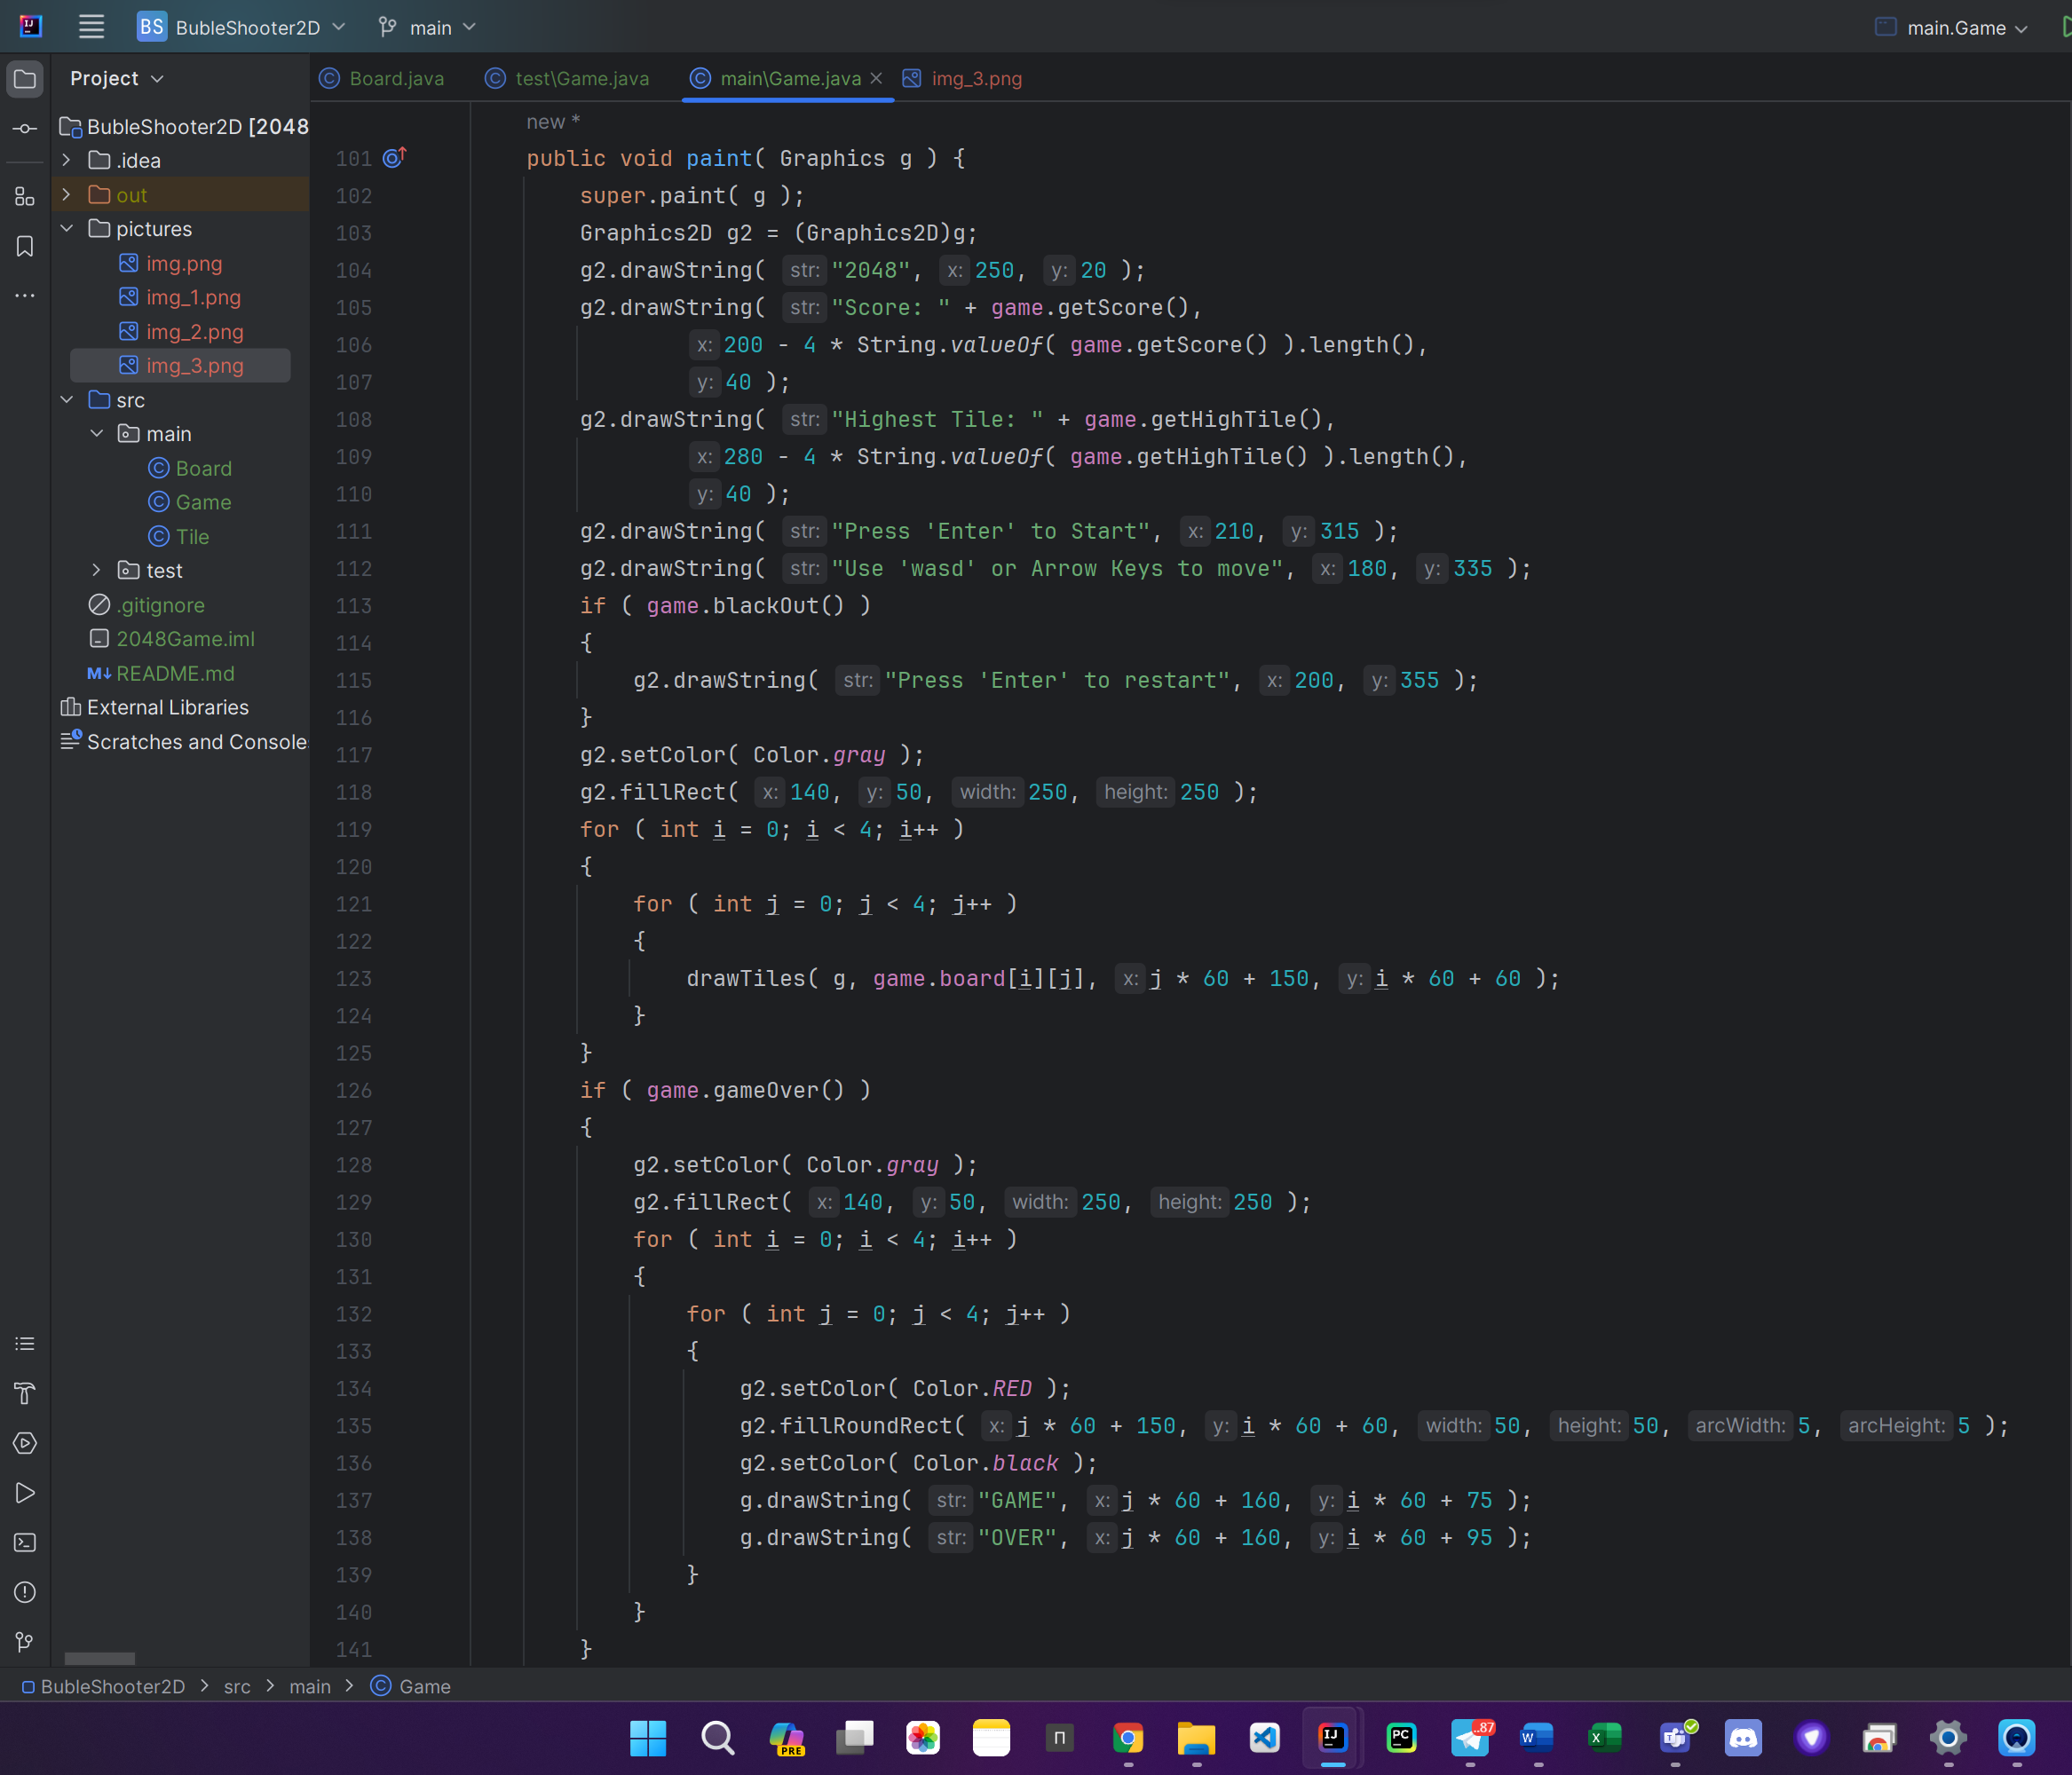 BS BubleShooter2D main main.Game
Project
Board.java test\Game.java main\Game.java img_3.png
BubleShooter2D [2048
.idea
out
pictures
img.png
img_1.png
img_2.png
img_3.png
src
main
Board
Game
Tile
test
.gitignore
2048Game.iml
M↓ README.md
External Libraries
Scratches and Console
new *
101 public void paint( Graphics g ) {
102 super.paint( g );
103 Graphics2D g2 = (Graphics2D)g;
104 g2.drawString( str: "2048", x: 250, y: 20 );
105 g2.drawString( str: "Score: " + game.getScore(),
106 x: 200 - 4 * String.valueOf( game.getScore() ).length(),
107 y: 40 );
108 g2.drawString( str: "Highest Tile: " + game.getHighTile(),
109 x: 280 - 4 * String.valueOf( game.getHighTile() ).length(),
110 y: 40 );
111 g2.drawString( str: "Press 'Enter' to Start", x: 210, y: 315 );
112 g2.drawString( str: "Use 'wasd' or Arrow Keys to move", x: 180, y: 335 );
113 if ( game.blackOut() )
114 {
115 g2.drawString( str: "Press 'Enter' to restart", x: 200, y: 355 );
116 }
117 g2.setColor( Color.gray );
118 g2.fillRect( x: 140, y: 50, width: 250, height: 250 );
119 for ( int i = 0; i < 4; i++ )
120 {
121 for ( int j = 0; j < 4; j++ )
122 {
123 drawTiles( g, game.board[i][j], x: j * 60 + 150, y: i * 60 + 60 );
124 }
125 }
126 if ( game.gameOver() )
127 {
128 g2.setColor( Color.gray );
129 g2.fillRect( x: 140, y: 50, width: 250, height: 250 );
130 for ( int i = 0; i < 4; i++ )
131 {
132 for ( int j = 0; j < 4; j++ )
133 {
134 g2.setColor( Color.RED );
135 g2.fillRoundRect( x: j * 60 + 150, y: i * 60 + 60, width: 50, height: 50, arcWidth: 5, arcHeight: 5 );
136 g2.setColor( Color.black );
137 g.drawString( str: "GAME", x: j * 60 + 160, y: i * 60 + 75 );
138 g.drawString( str: "OVER", x: j * 60 + 160, y: i * 60 + 95 );
139 }
140 }
141 }
BubleShooter2D > src > main > Game
PRE П IJ PC ..87 W X T